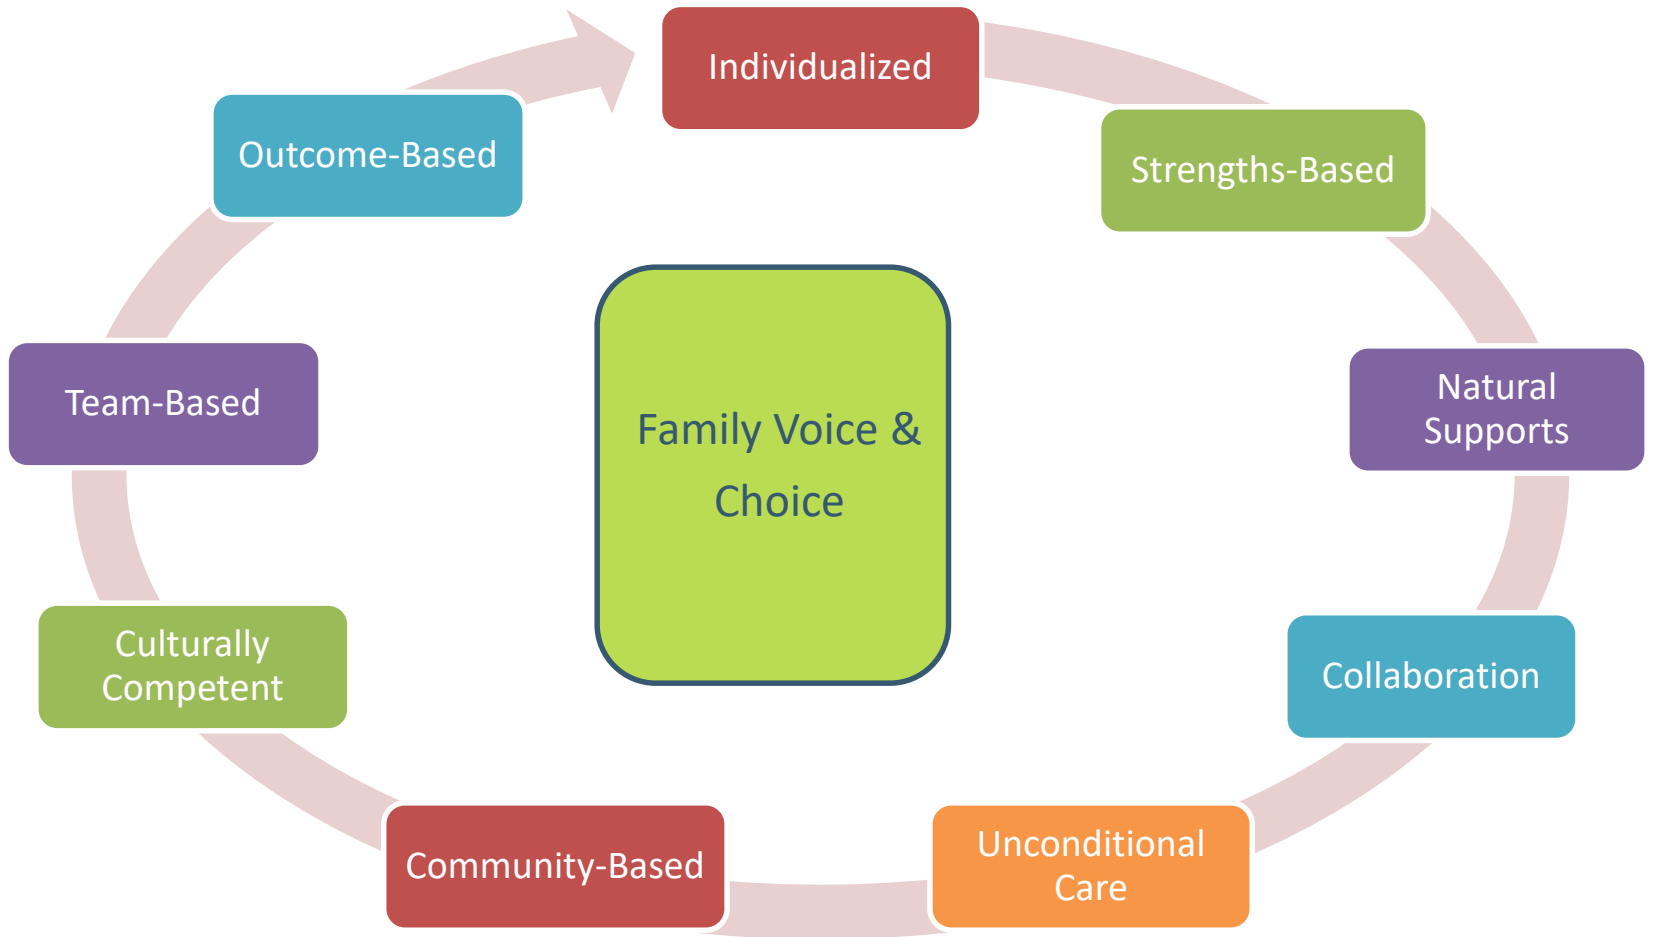 Individualized
Strengths-Based
Natural
Supports
Collaboration
Unconditional
Care
Community-Based
Culturally
Competent
Team-Based
Outcome-Based
Family Voice &
Choice